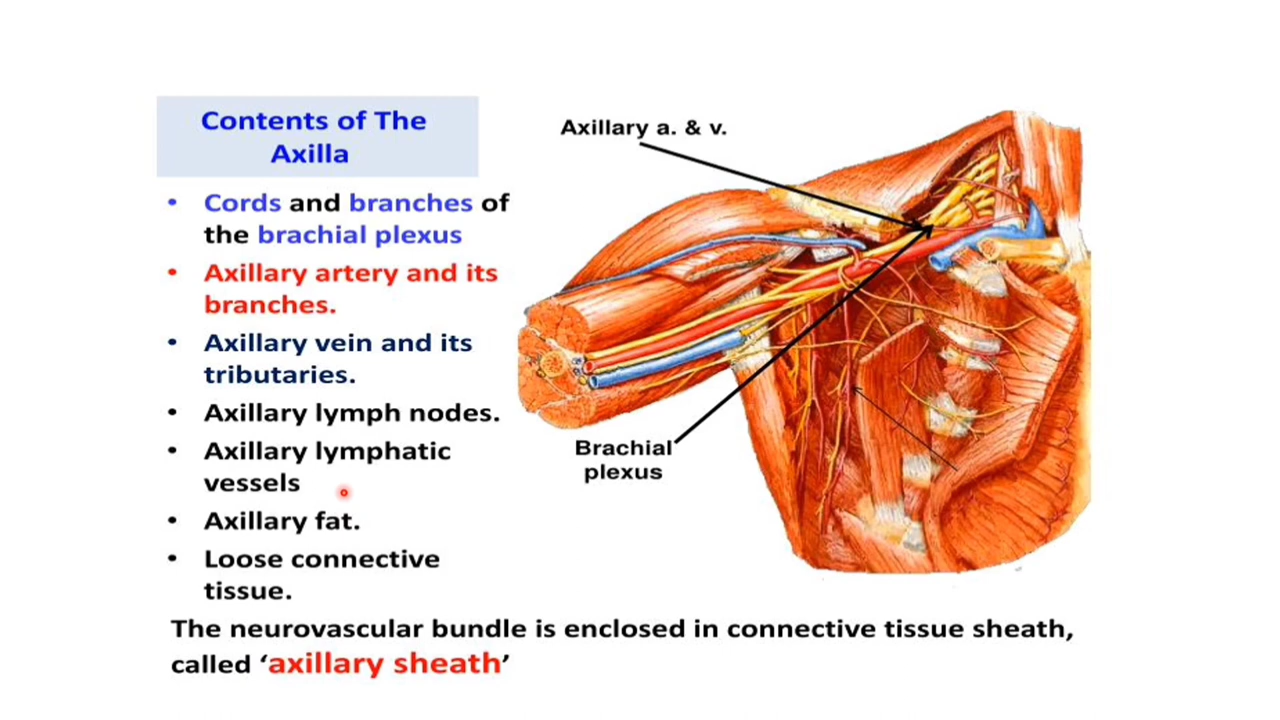 Contents of The
Axilla
• Cords and branches of
the brachial plexus
• Axillary artery and its
branches.
• Axillary vein and its
tributaries.
• Axillary lymph nodes.
• Axillary lymphatic
vessels
• Axillary fat.
• Loose connective
tissue.
The neurovascular bundle is enclosed in connective tissue sheath,
called ‘axillary sheath’
Axillary a. & v.
Brachial
plexus